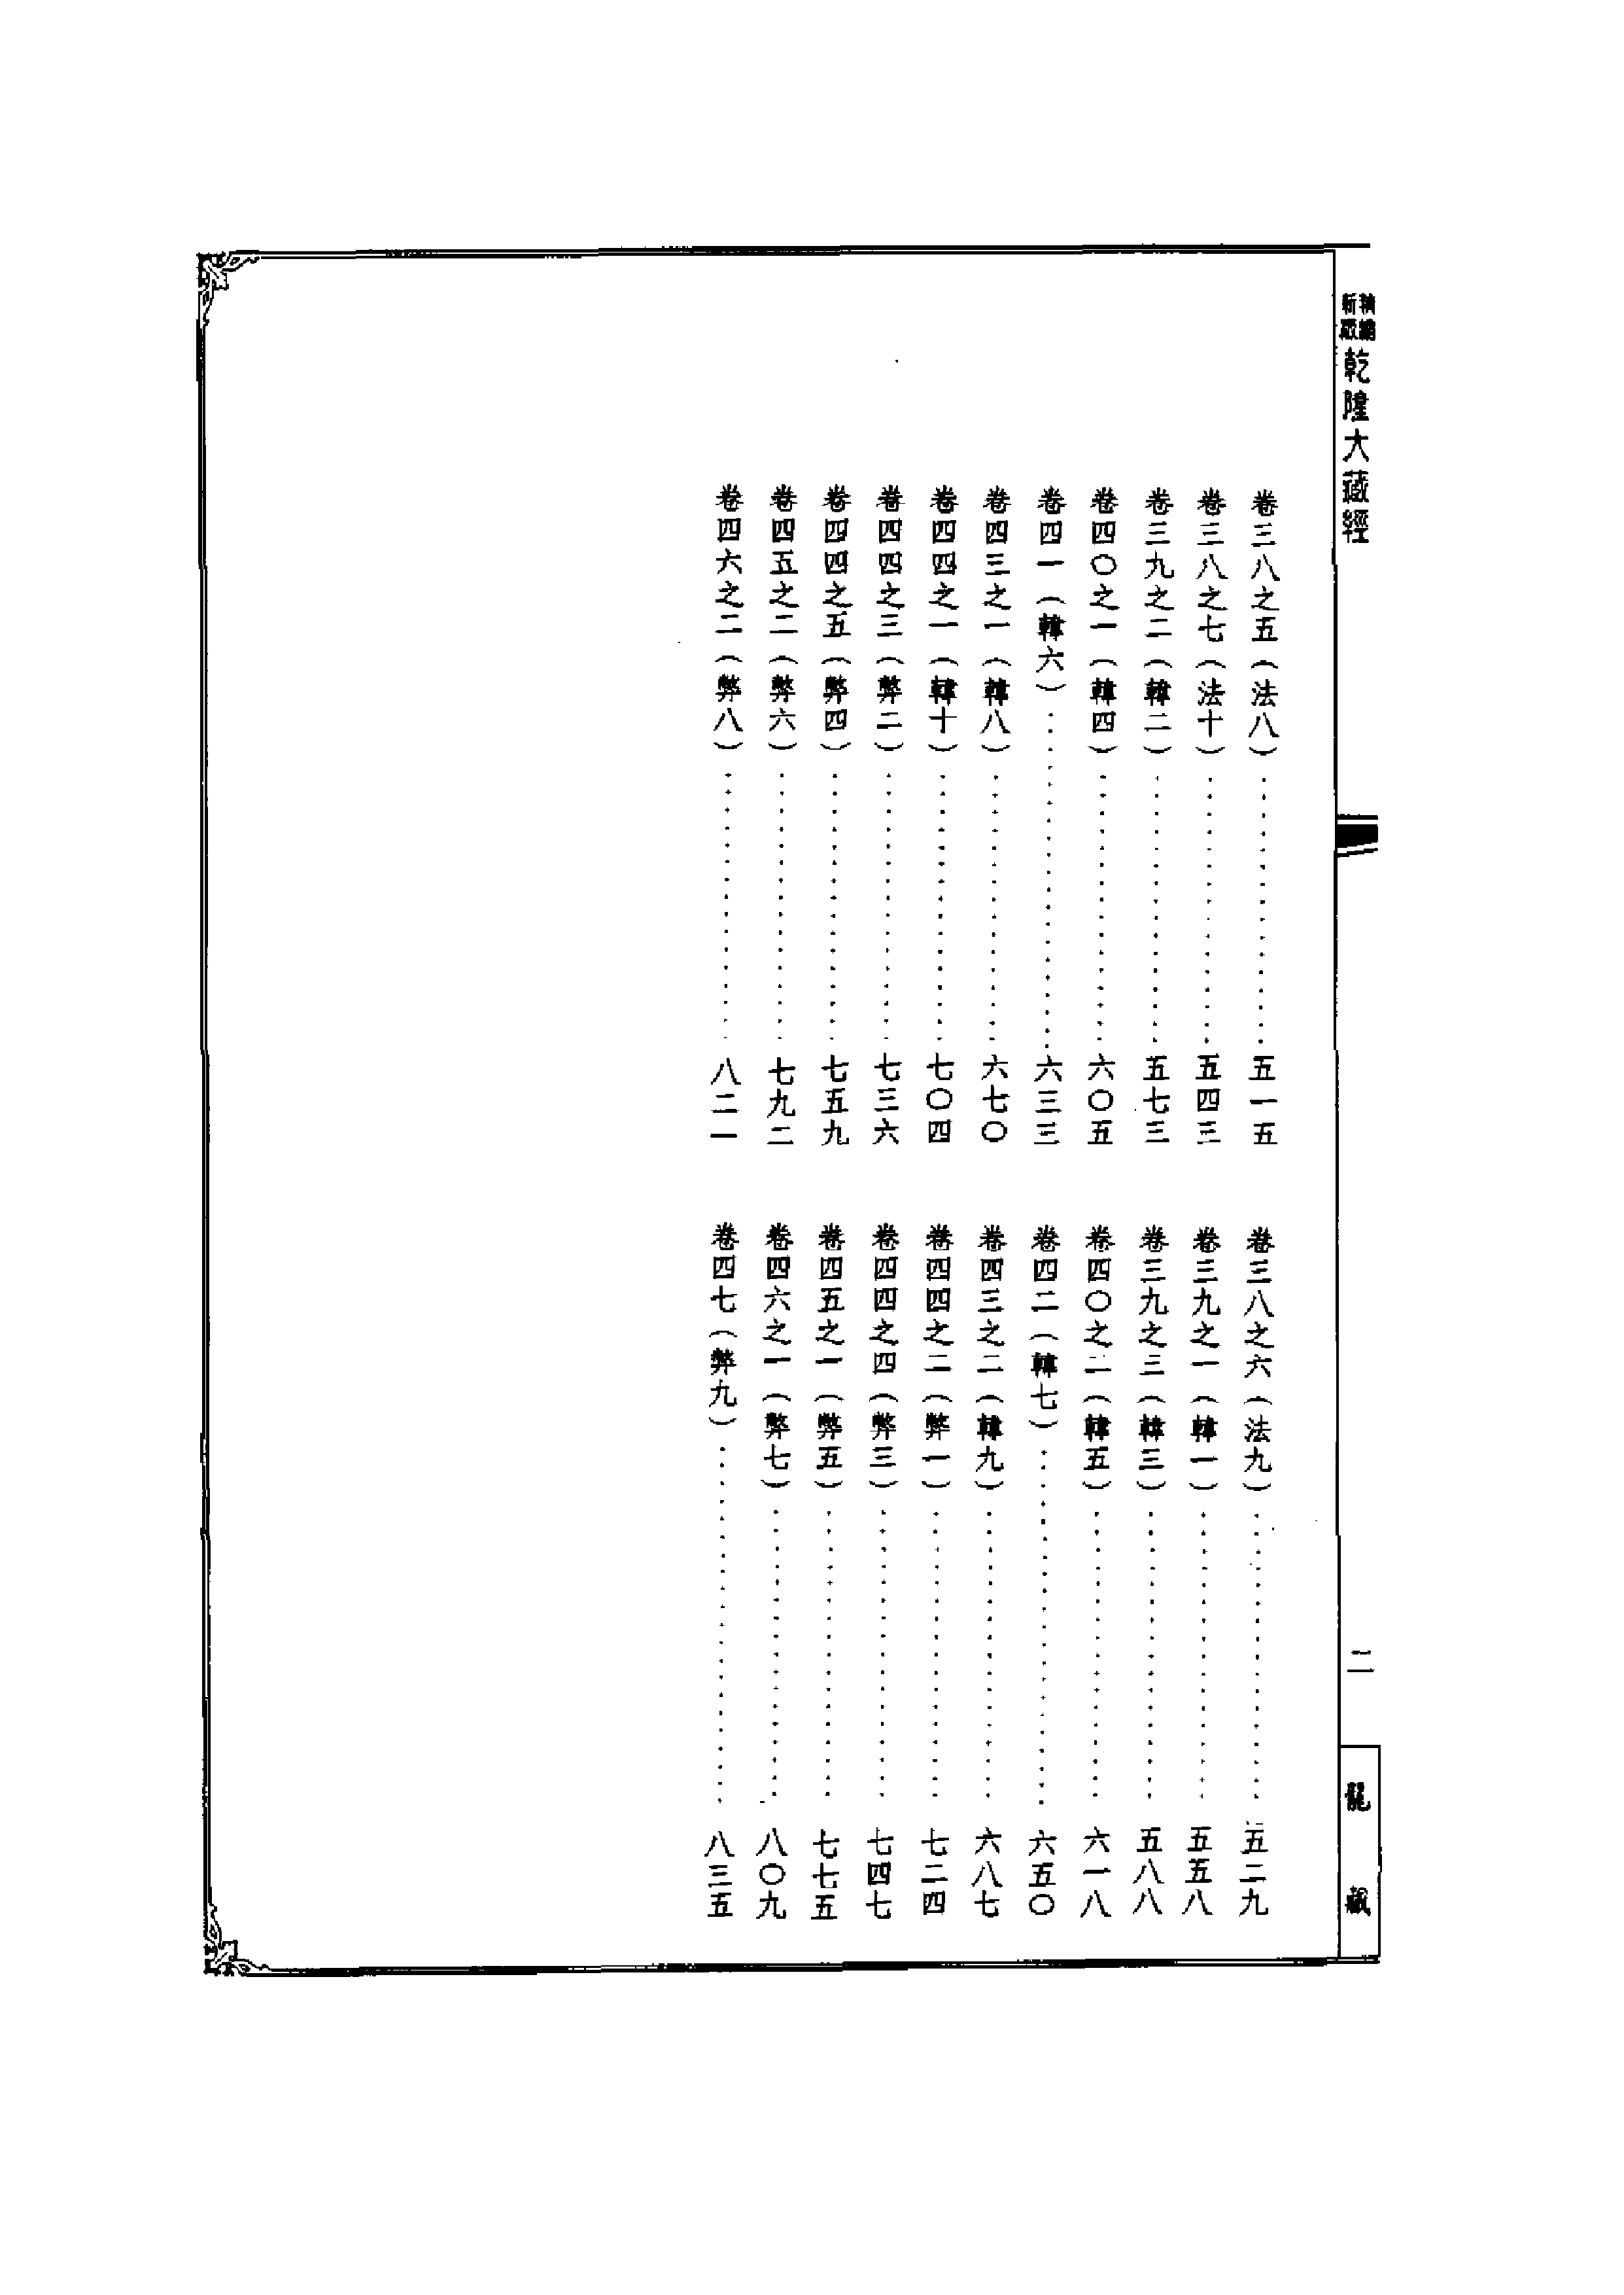 新編縮版乾隆大藏經
二
龍藏
卷三八之五（法八）⋯⋯五一五
卷三八之六（法九）⋯⋯五二九
卷三八之七（法十）⋯⋯五四三
卷三九之一（韓一）⋯⋯五五八
卷三九之二（韓二）⋯⋯五七三
卷三九之三（韓三）⋯⋯五八八
卷四〇之一（韓四）⋯⋯六〇五
卷四〇之二（韓五）⋯⋯六一八
卷四一（韓六）⋯⋯六三三
卷四二（韓七）⋯⋯六五〇
卷四三之一（韓八）⋯⋯六七〇
卷四三之二（韓九）⋯⋯六八七
卷四四之一（韓十）⋯⋯七〇四
卷四四之二（弊一）⋯⋯七二四
卷四四之三（弊二）⋯⋯七三六
卷四四之四（弊三）⋯⋯七四七
卷四四之五（弊四）⋯⋯七五九
卷四五之一（弊五）⋯⋯七七五
卷四五之二（弊六）⋯⋯七九二
卷四六之一（弊七）⋯⋯八〇九
卷四六之二（弊八）⋯⋯八二一
卷四七（弊九）⋯⋯八三五